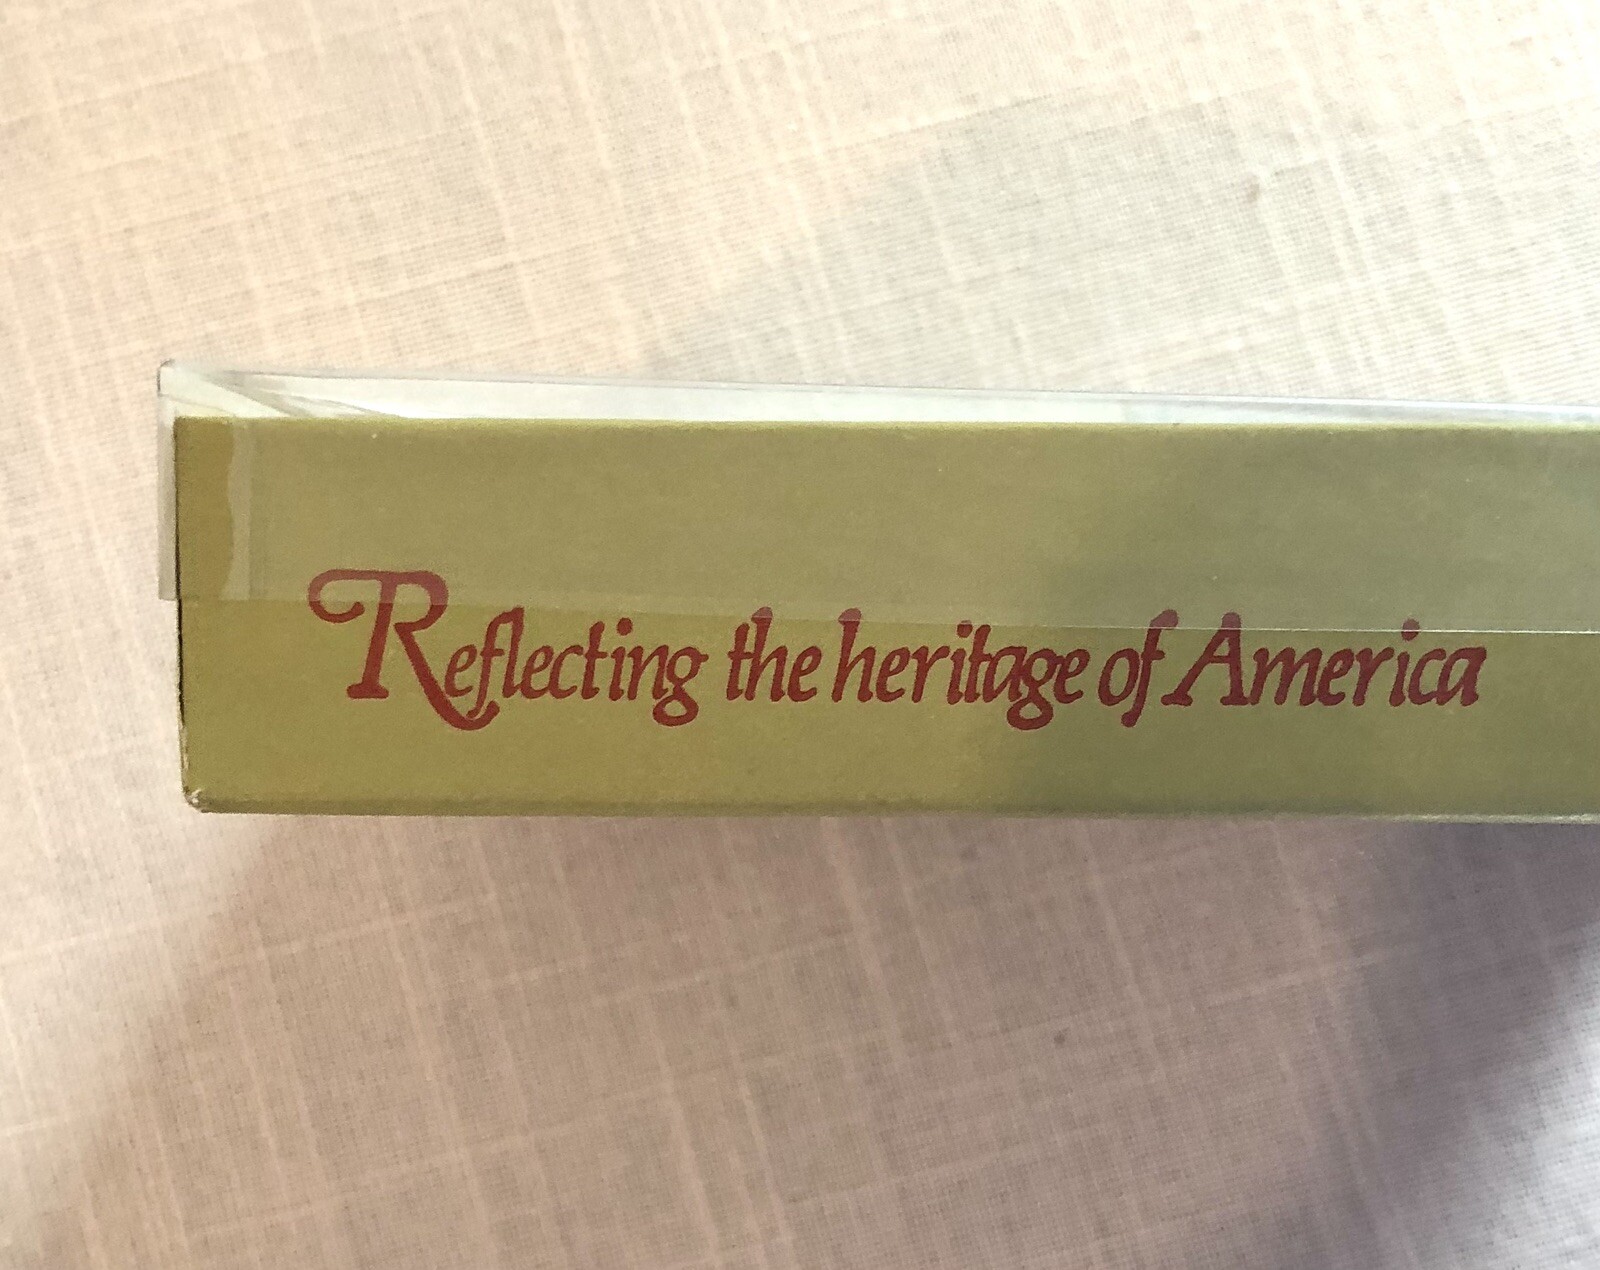 Reflecting the heritage of America